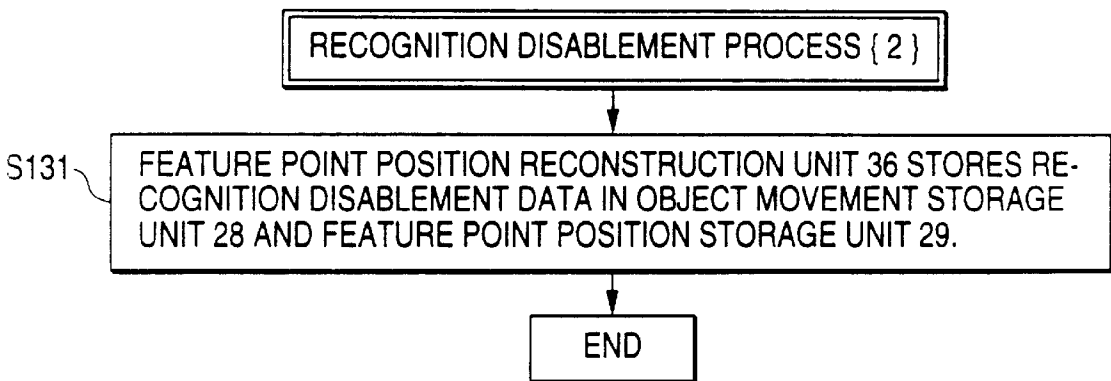 RECOGNITION DISABLEMENT PROCESS { 2 }
S131
FEATURE POINT POSITION RECONSTRUCTION UNIT 36 STORES RE-
COGNITION DISABLEMENT DATA IN OBJECT MOVEMENT STORAGE
UNIT 28 AND FEATURE POINT POSITION STORAGE UNIT 29.
END